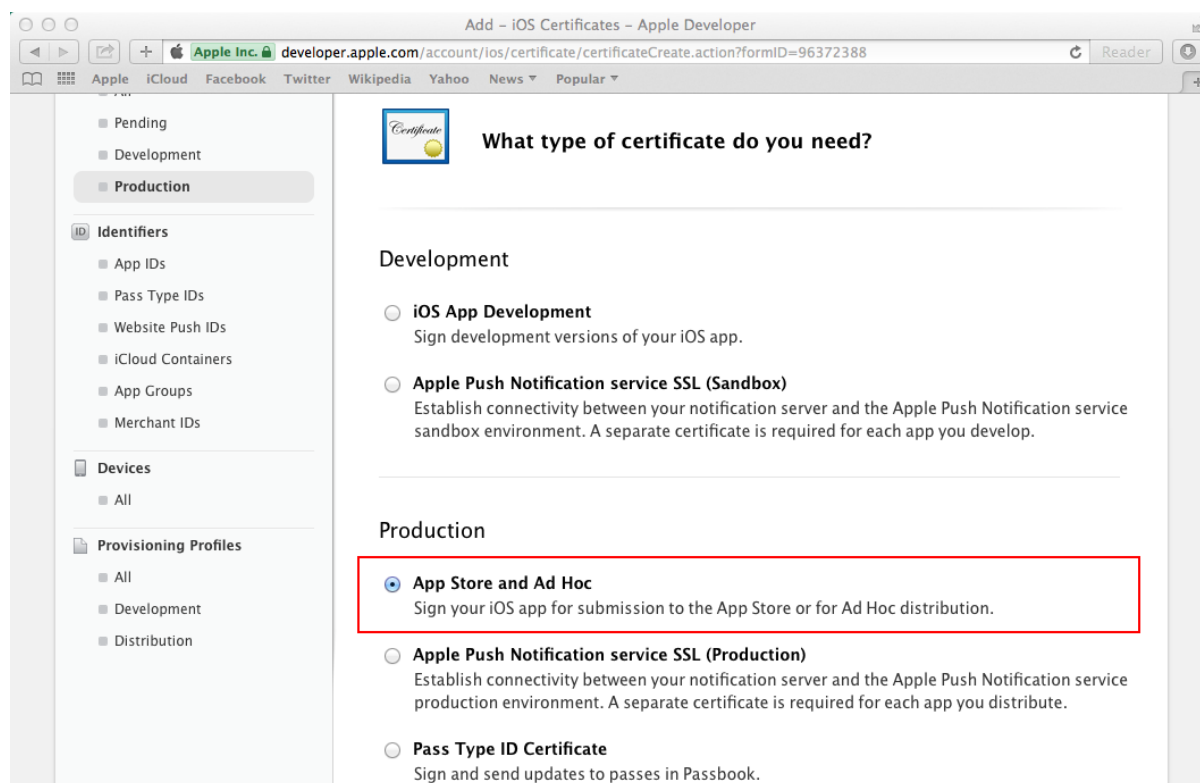 Add – iOS Certificates – Apple Developer
Apple Inc. developer.apple.com/account/ios/certificate/certificateCreate.action?formID=96372388 Reader
Apple iCloud Facebook Twitter Wikipedia Yahoo News Popular
Pending
Development
Production
ID Identifiers
App IDs
Pass Type IDs
Website Push IDs
iCloud Containers
App Groups
Merchant IDs
Devices
All
Provisioning Profiles
All
Development
Distribution
Certificate
What type of certificate do you need?
Development
iOS App Development
Sign development versions of your iOS app.
Apple Push Notification service SSL (Sandbox)
Establish connectivity between your notification server and the Apple Push Notification service
sandbox environment. A separate certificate is required for each app you develop.
Production
App Store and Ad Hoc
Sign your iOS app for submission to the App Store or for Ad Hoc distribution.
Apple Push Notification service SSL (Production)
Establish connectivity between your notification server and the Apple Push Notification service
production environment. A separate certificate is required for each app you distribute.
Pass Type ID Certificate
Sign and send updates to passes in Passbook.